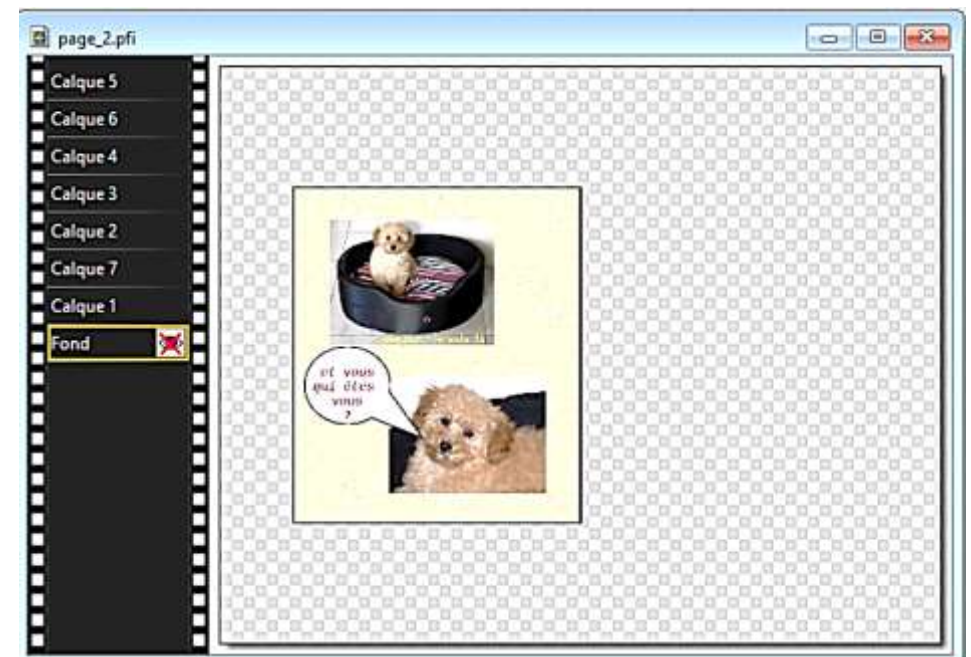 page_2.pfi
Calque 5
Calque 6
Calque 4
Calque 3
Calque 2
Calque 7
Calque 1
Fond
et vous
qui êtes
vous
?